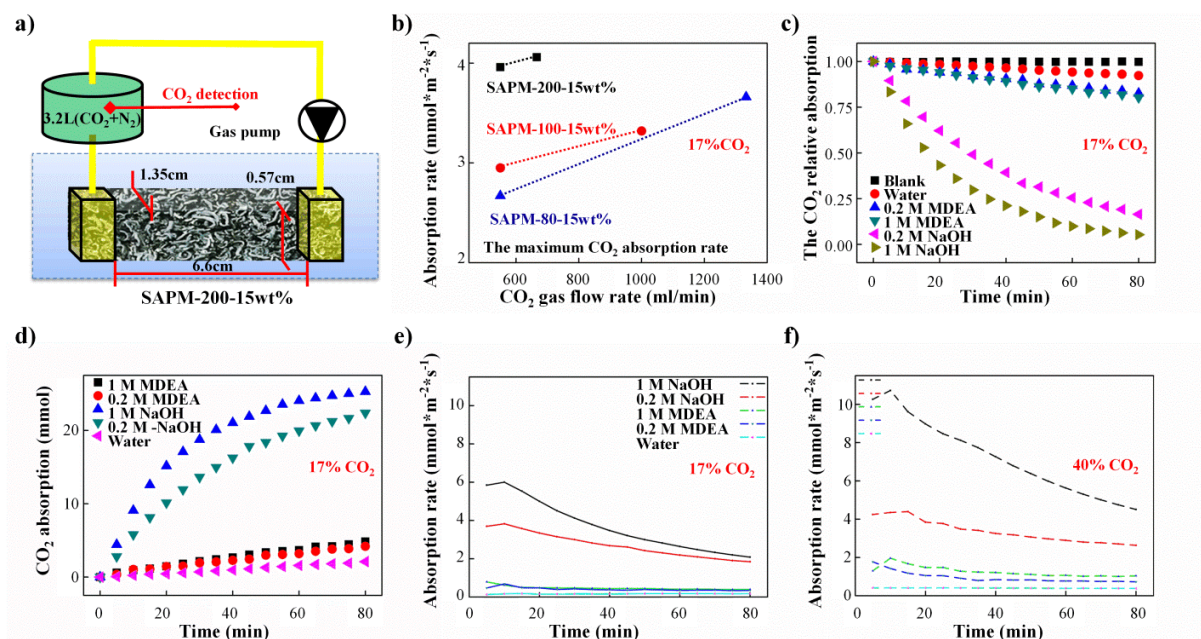 a)
CO2 detection
3.2L(CO2+N2)
Gas pump
1.35cm
0.57cm
6.6cm
SAPM-200-15wt%
b)
Absorption rate (mmol*m-2*s-1)
4
3
2
SAPM-200-15wt%
SAPM-100-15wt%
17%CO2
SAPM-80-15wt%
The maximum CO2 absorption rate
600
800
1000
1200
1400
CO2 gas flow rate (ml/min)
c)
The CO2 relative absorption
1.00
0.75
0.50
0.25
0.00
17% CO2
Blank
Water
0.2 M MDEA
1 M MDEA
0.2 M NaOH
1 M NaOH
0
20
40
60
80
Time (min)
d)
CO2 absorption (mmol)
20
10
0
1 M MDEA
0.2 M MDEA
1 M NaOH
0.2 M -NaOH
Water
17% CO2
0
20
40
60
80
Time (min)
e)
Absorption rate (mmol*m-2*s-1)
10
8
6
4
2
0
1 M NaOH
0.2 M NaOH
1 M MDEA
0.2 M MDEA
Water
17% CO2
0
20
40
60
80
Time (min)
f)
Absorption rate (mmol*m-2*s-1)
10
8
6
4
2
0
40% CO2
0
20
40
60
80
Time (min)